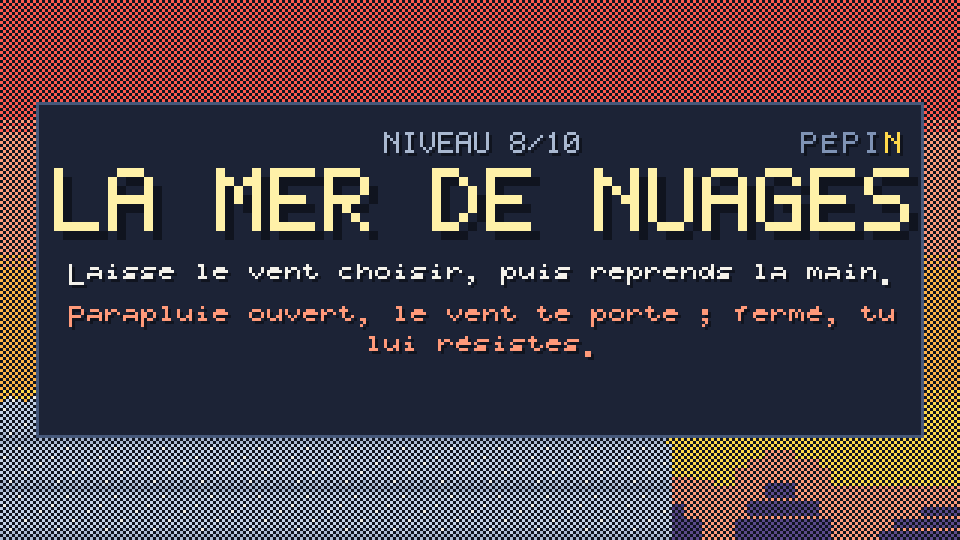 NIVEAU 8/10
PÉPIN
LA MER DE NUAGES
Laisse le vent choisir, puis reprends la main.
Parapluie ouvert, le vent te porte ; fermé, tu
lui résistes.